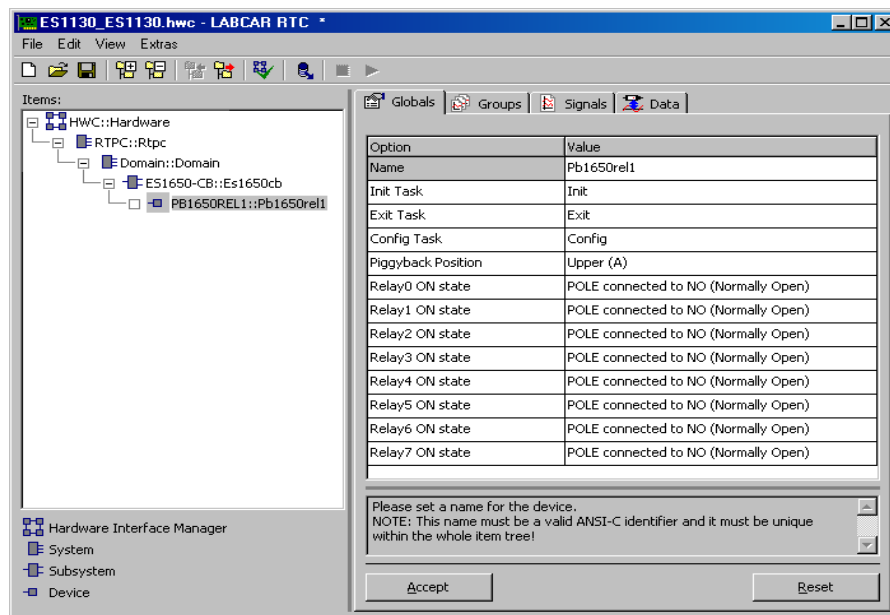 ES1130_ES1130.hwc - LABCAR RTC *
File Edit View Extras
Items:
HWC::Hardware
RTPC::Rtpc
Domain::Domain
ES1650-CB::Es1650cb
PB1650REL1::Pb1650rel1
Hardware Interface Manager
System
Subsystem
Device
Globals Groups Signals Data
Option Value
Name Pb1650rel1
Init Task Init
Exit Task Exit
Config Task Config
Piggyback Position Upper (A)
Relay0 ON state POLE connected to NO (Normally Open)
Relay1 ON state POLE connected to NO (Normally Open)
Relay2 ON state POLE connected to NO (Normally Open)
Relay3 ON state POLE connected to NO (Normally Open)
Relay4 ON state POLE connected to NO (Normally Open)
Relay5 ON state POLE connected to NO (Normally Open)
Relay6 ON state POLE connected to NO (Normally Open)
Relay7 ON state POLE connected to NO (Normally Open)
Please set a name for the device.
NOTE: This name must be a valid ANSI-C identifier and it must be unique
within the whole item tree!
Accept Reset